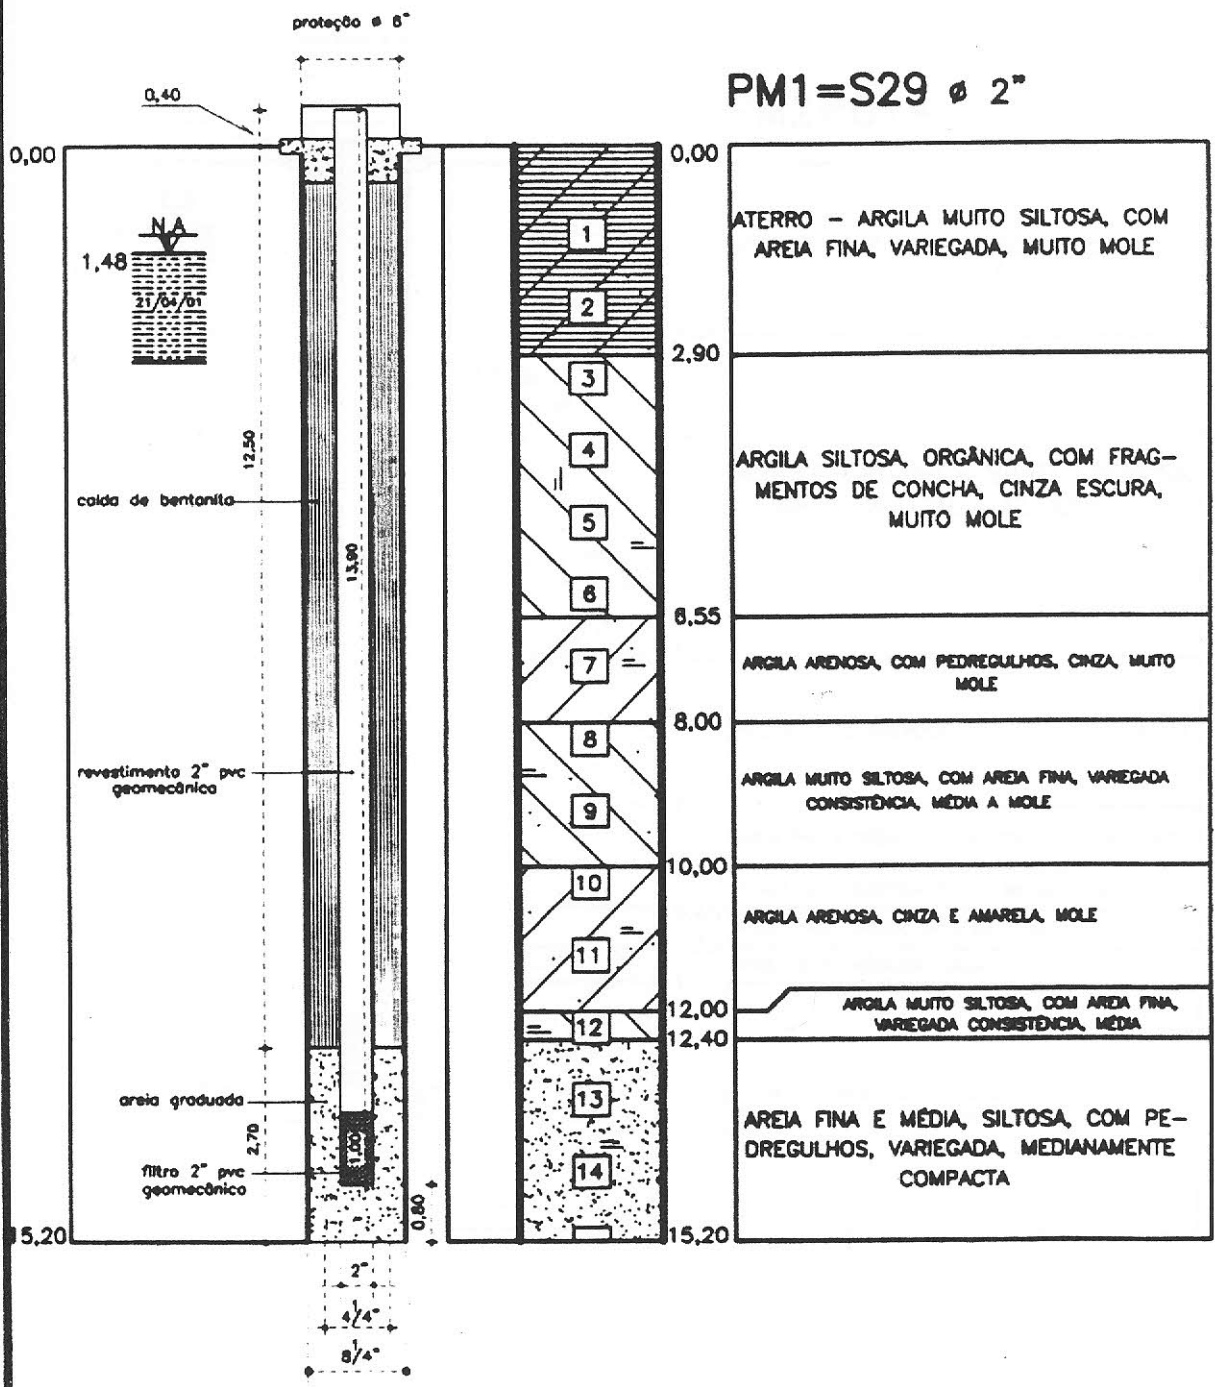 proteção ø 6"
PM1=S29 ø 2"
0,40
0,00
N.A
1,48
21/04/01
12,50
calda de bentonita
13,90
revestimento 2" pvc
geomecânico
areia graduada
2,70
1,00
filtro 2" pvc
geomecânico
0,80
15,20
2"
4 1/4"
8 1/4"
0,00
1
2
2,90
3
4
5
6
6,55
7
8,00
8
9
10,00
10
11
12,00
12
12,40
13
14
15,20
ATERRO – ARGILA MUITO SILTOSA, COM
AREIA FINA, VARIEGADA, MUITO MOLE
ARGILA SILTOSA, ORGÂNICA, COM FRAG–
MENTOS DE CONCHA, CINZA ESCURA,
MUITO MOLE
ARGILA ARENOSA, COM PEDREGULHOS, CINZA, MUITO
MOLE
ARGILA MUITO SILTOSA, COM AREIA FINA, VARIEGADA
CONSISTÊNCIA, MÉDIA A MOLE
ARGILA ARENOSA, CINZA E AMARELA, MOLE
ARGILA MUITO SILTOSA, COM AREIA FINA,
VARIEGADA CONSISTÊNCIA, MÉDIA
AREIA FINA E MÉDIA, SILTOSA, COM PE–
DREGULHOS, VARIEGADA, MEDIANAMENTE
COMPACTA